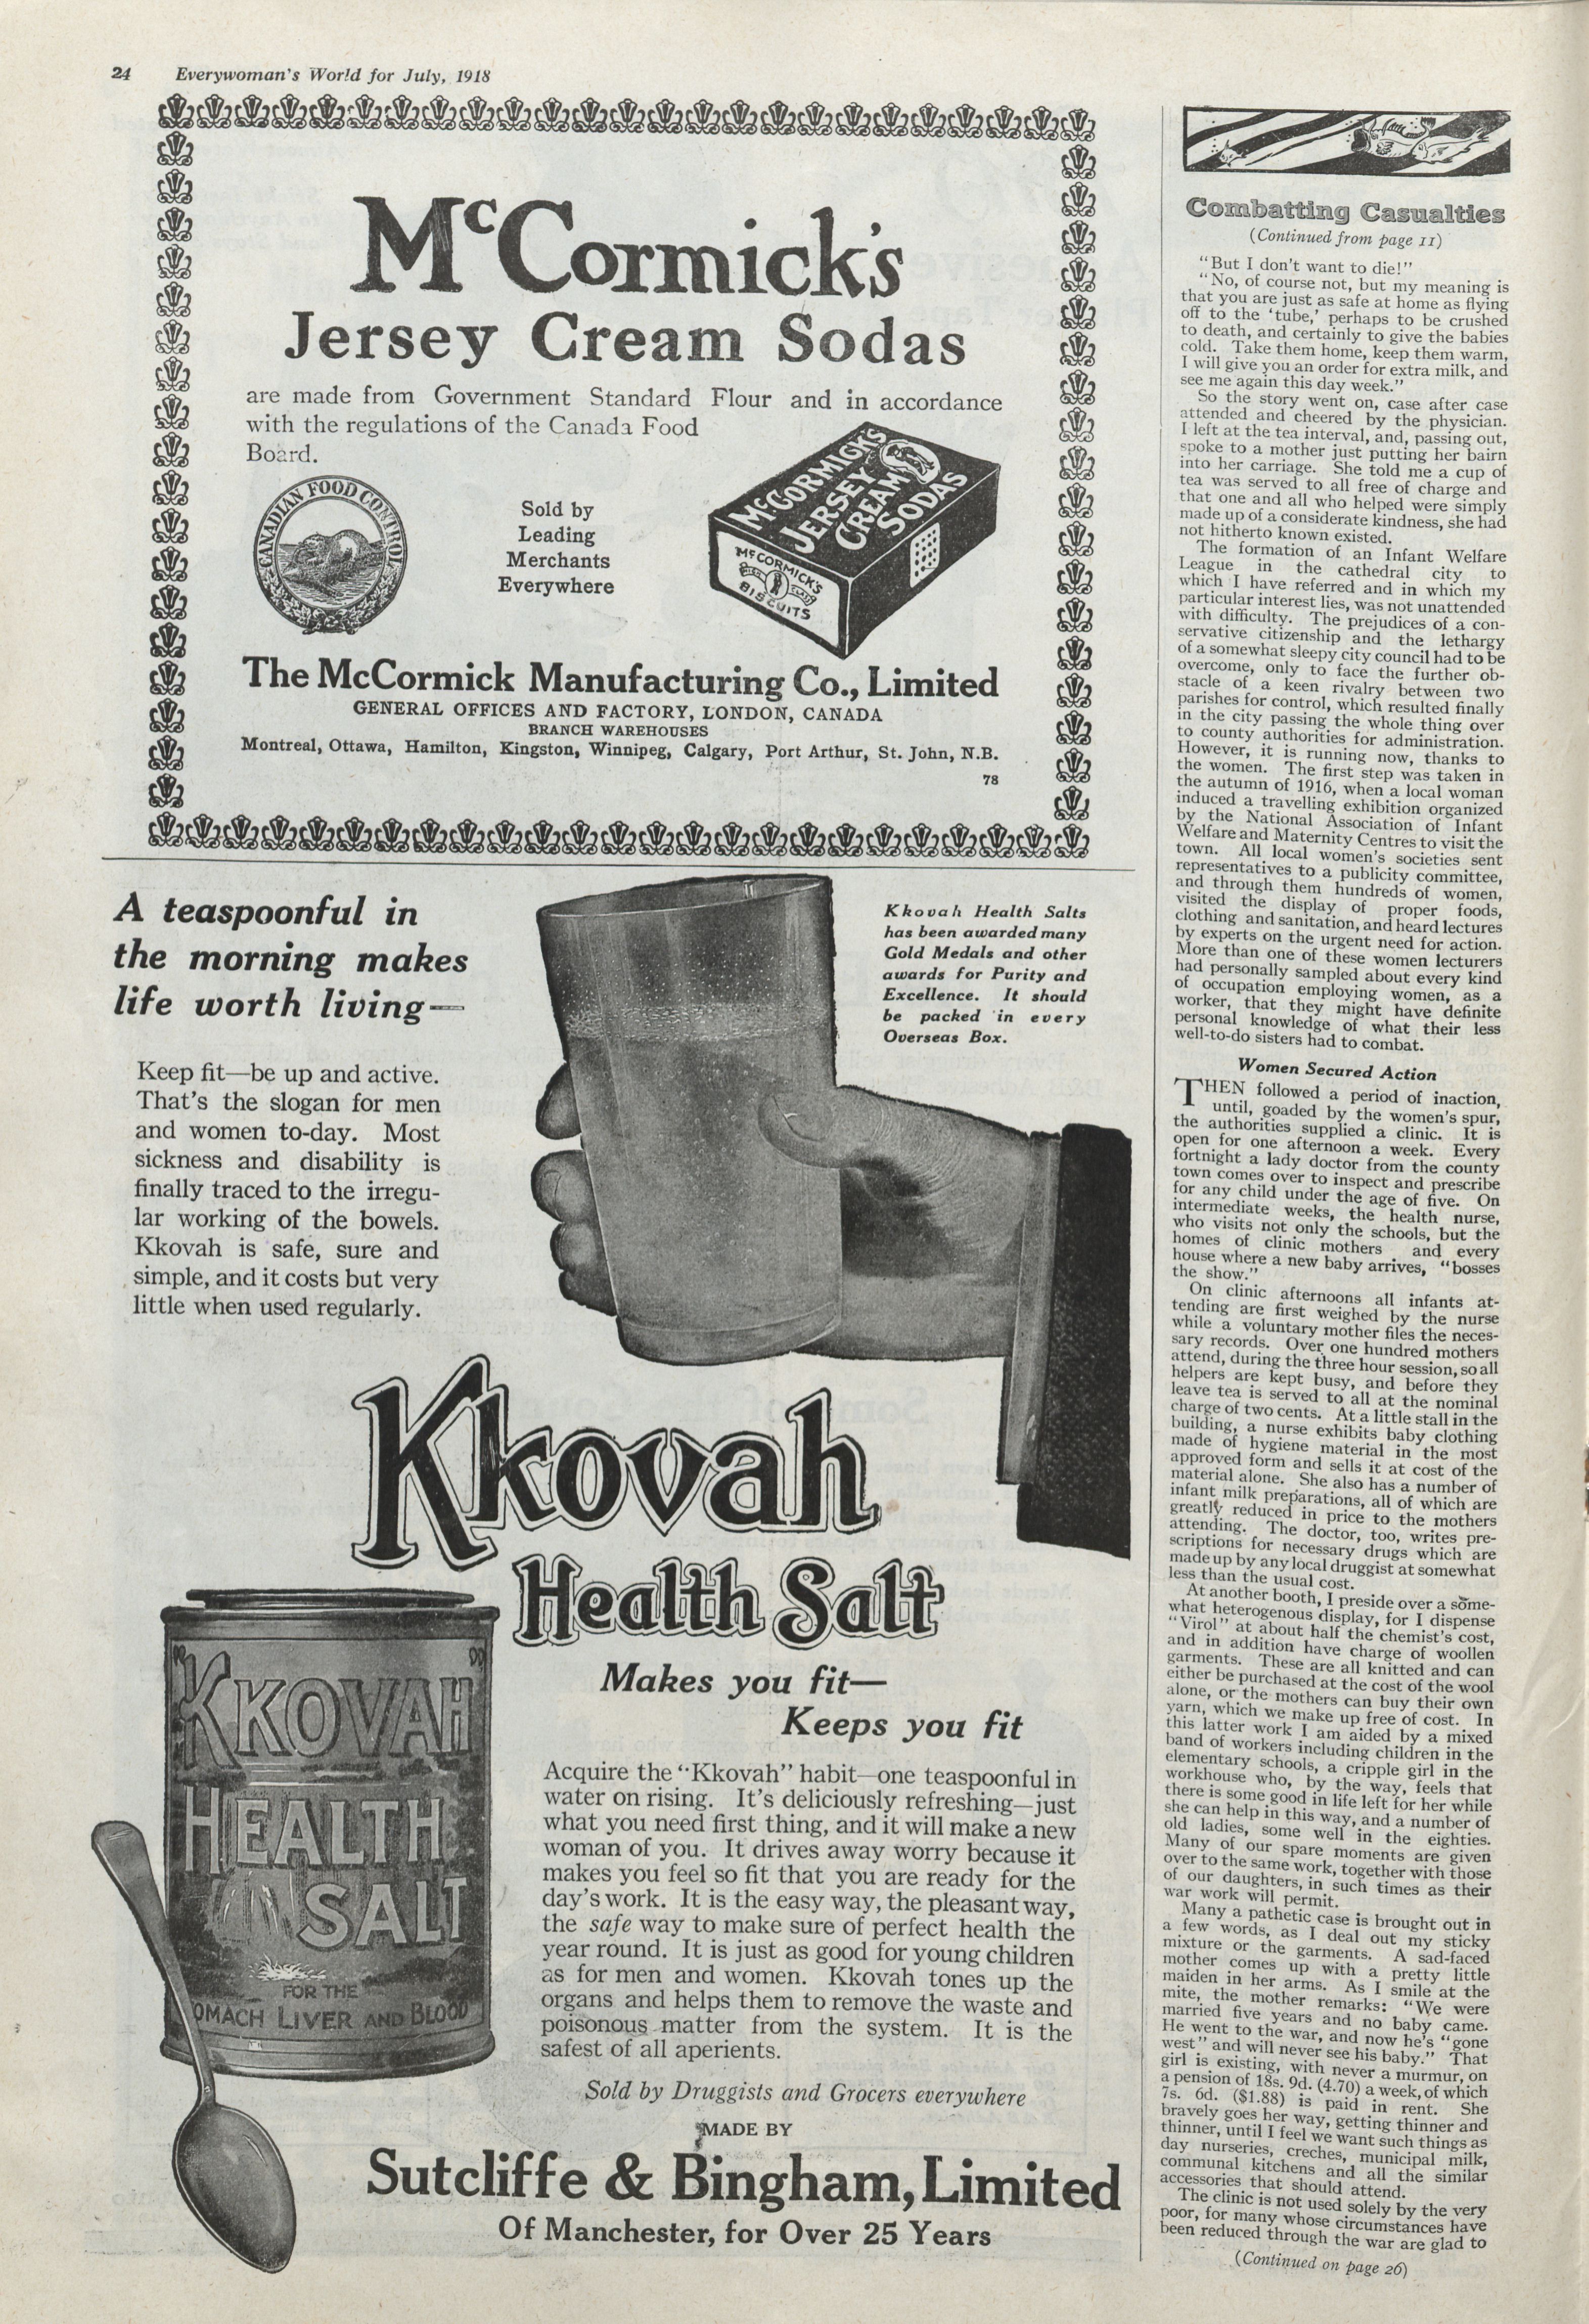 24 Everywoman's World for July, 1918
McCormick's
Jersey Cream Sodas
are made from Government Standard Flour and in accordance
with the regulations of the Canada Food
Board.
CANADIAN FOOD CONTROL
Sold by
Leading
Merchants
Everywhere
McCORMICK'S
JERSEY
CREAM
SODAS
McCORMICK'S
BISCUITS
The McCormick Manufacturing Co., Limited
GENERAL OFFICES AND FACTORY, LONDON, CANADA
BRANCH WAREHOUSES
Montreal, Ottawa, Hamilton, Kingston, Winnipeg, Calgary, Port Arthur, St. John, N.B.
78
A teaspoonful in
the morning makes
life worth living—
Keep fit—be up and active.
That's the slogan for men
and women to-day. Most
sickness and disability is
finally traced to the irregu-
lar working of the bowels.
Kkovah is safe, sure and
simple, and it costs but very
little when used regularly.
Kkovah Health Salts
has been awarded many
Gold Medals and other
awards for Purity and
Excellence. It should
be packed in every
Overseas Box.
Kkovah
Health Salt
Makes you fit—
Keeps you fit
"KKOVAH"
HEALTH
SALT
FOR THE
OMACH LIVER AND BLOOD
Acquire the "Kkovah" habit—one teaspoonful in
water on rising. It's deliciously refreshing—just
what you need first thing, and it will make a new
woman of you. It drives away worry because it
makes you feel so fit that you are ready for the
day's work. It is the easy way, the pleasant way,
the safe way to make sure of perfect health the
year round. It is just as good for young children
as for men and women. Kkovah tones up the
organs and helps them to remove the waste and
poisonous matter from the system. It is the
safest of all aperients.
Sold by Druggists and Grocers everywhere
MADE BY
Sutcliffe & Bingham, Limited
Of Manchester, for Over 25 Years
Combatting Casualties
(Continued from page 11)
"But I don't want to die!"
"No, of course not, but my meaning is
that you are just as safe at home as flying
off to the 'tube,' perhaps to be crushed
to death, and certainly to give the babies
cold. Take them home, keep them warm,
I will give you an order for extra milk, and
see me again this day week."
So the story went on, case after case
attended and cheered by the physician.
I left at the tea interval, and, passing out,
spoke to a mother just putting her bairn
into her carriage. She told me a cup of
tea was served to all free of charge and
that one and all who helped were simply
made up of a considerate kindness, she had
not hitherto known existed.
The formation of an Infant Welfare
League in the cathedral city to
which I have referred and in which my
particular interest lies, was not unattended
with difficulty. The prejudices of a con-
servative citizenship and the lethargy
of a somewhat sleepy city council had to be
overcome, only to face the further ob-
stacle of a keen rivalry between two
parishes for control, which resulted finally
in the city passing the whole thing over
to county authorities for administration.
However, it is running now, thanks to
the women. The first step was taken in
the autumn of 1916, when a local woman
induced a travelling exhibition organized
by the National Association of Infant
Welfare and Maternity Centres to visit the
town. All local women's societies sent
representatives to a publicity committee,
and through them hundreds of women,
visited the display of proper foods,
clothing and sanitation, and heard lectures
by experts on the urgent need for action.
More than one of these women lecturers
had personally sampled about every kind
of occupation employing women, as a
worker, that they might have definite
personal knowledge of what their less
well-to-do sisters had to combat.
Women Secured Action
THEN followed a period of inaction,
until, goaded by the women's spur,
the authorities supplied a clinic. It is
open for one afternoon a week. Every
fortnight a lady doctor from the county
town comes over to inspect and prescribe
for any child under the age of five. On
intermediate weeks, the health nurse,
who visits not only the schools, but the
homes of clinic mothers and every
house where a new baby arrives, "bosses
the show."
On clinic afternoons all infants at-
tending are first weighed by the nurse
while a voluntary mother files the neces-
sary records. Over one hundred mothers
attend, during the three hour session, so all
helpers are kept busy, and before they
leave tea is served to all at the nominal
charge of two cents. At a little stall in the
building, a nurse exhibits baby clothing
made of hygiene material in the most
approved form and sells it at cost of the
material alone. She also has a number of
infant milk preparations, all of which are
greatly reduced in price to the mothers
attending. The doctor, too, writes pre-
scriptions for necessary drugs which are
made up by any local druggist at somewhat
less than the usual cost.
At another booth, I preside over a some-
what heterogenous display, for I dispense
"Virol" at about half the chemist's cost,
and in addition have charge of woollen
garments. These are all knitted and can
either be purchased at the cost of the wool
alone, or the mothers can buy their own
yarn, which we make up free of cost. In
this latter work I am aided by a mixed
band of workers including children in the
elementary schools, a cripple girl in the
workhouse who, by the way, feels that
there is some good in life left for her while
she can help in this way, and a number of
old ladies, some well in the eighties.
Many of our spare moments are given
over to the same work, together with those
of our daughters, in such times as their
war work will permit.
Many a pathetic case is brought out in
a few words, as I deal out my sticky
mixture or the garments. A sad-faced
mother comes up with a pretty little
maiden in her arms. As I smile at the
mite, the mother remarks: "We were
married five years and no baby came.
He went to the war, and now he's "gone
west" and will never see his baby." That
girl is existing, with never a murmur, on
a pension of 18s. 9d. (4.70) a week, of which
7s. 6d. ($1.88) is paid in rent. She
bravely goes her way, getting thinner and
thinner, until I feel we want such things as
day nurseries, creches, municipal milk,
communal kitchens and all the similar
accessories that should attend.
The clinic is not used solely by the very
poor, for many whose circumstances have
been reduced through the war are glad to
(Continued on page 26)